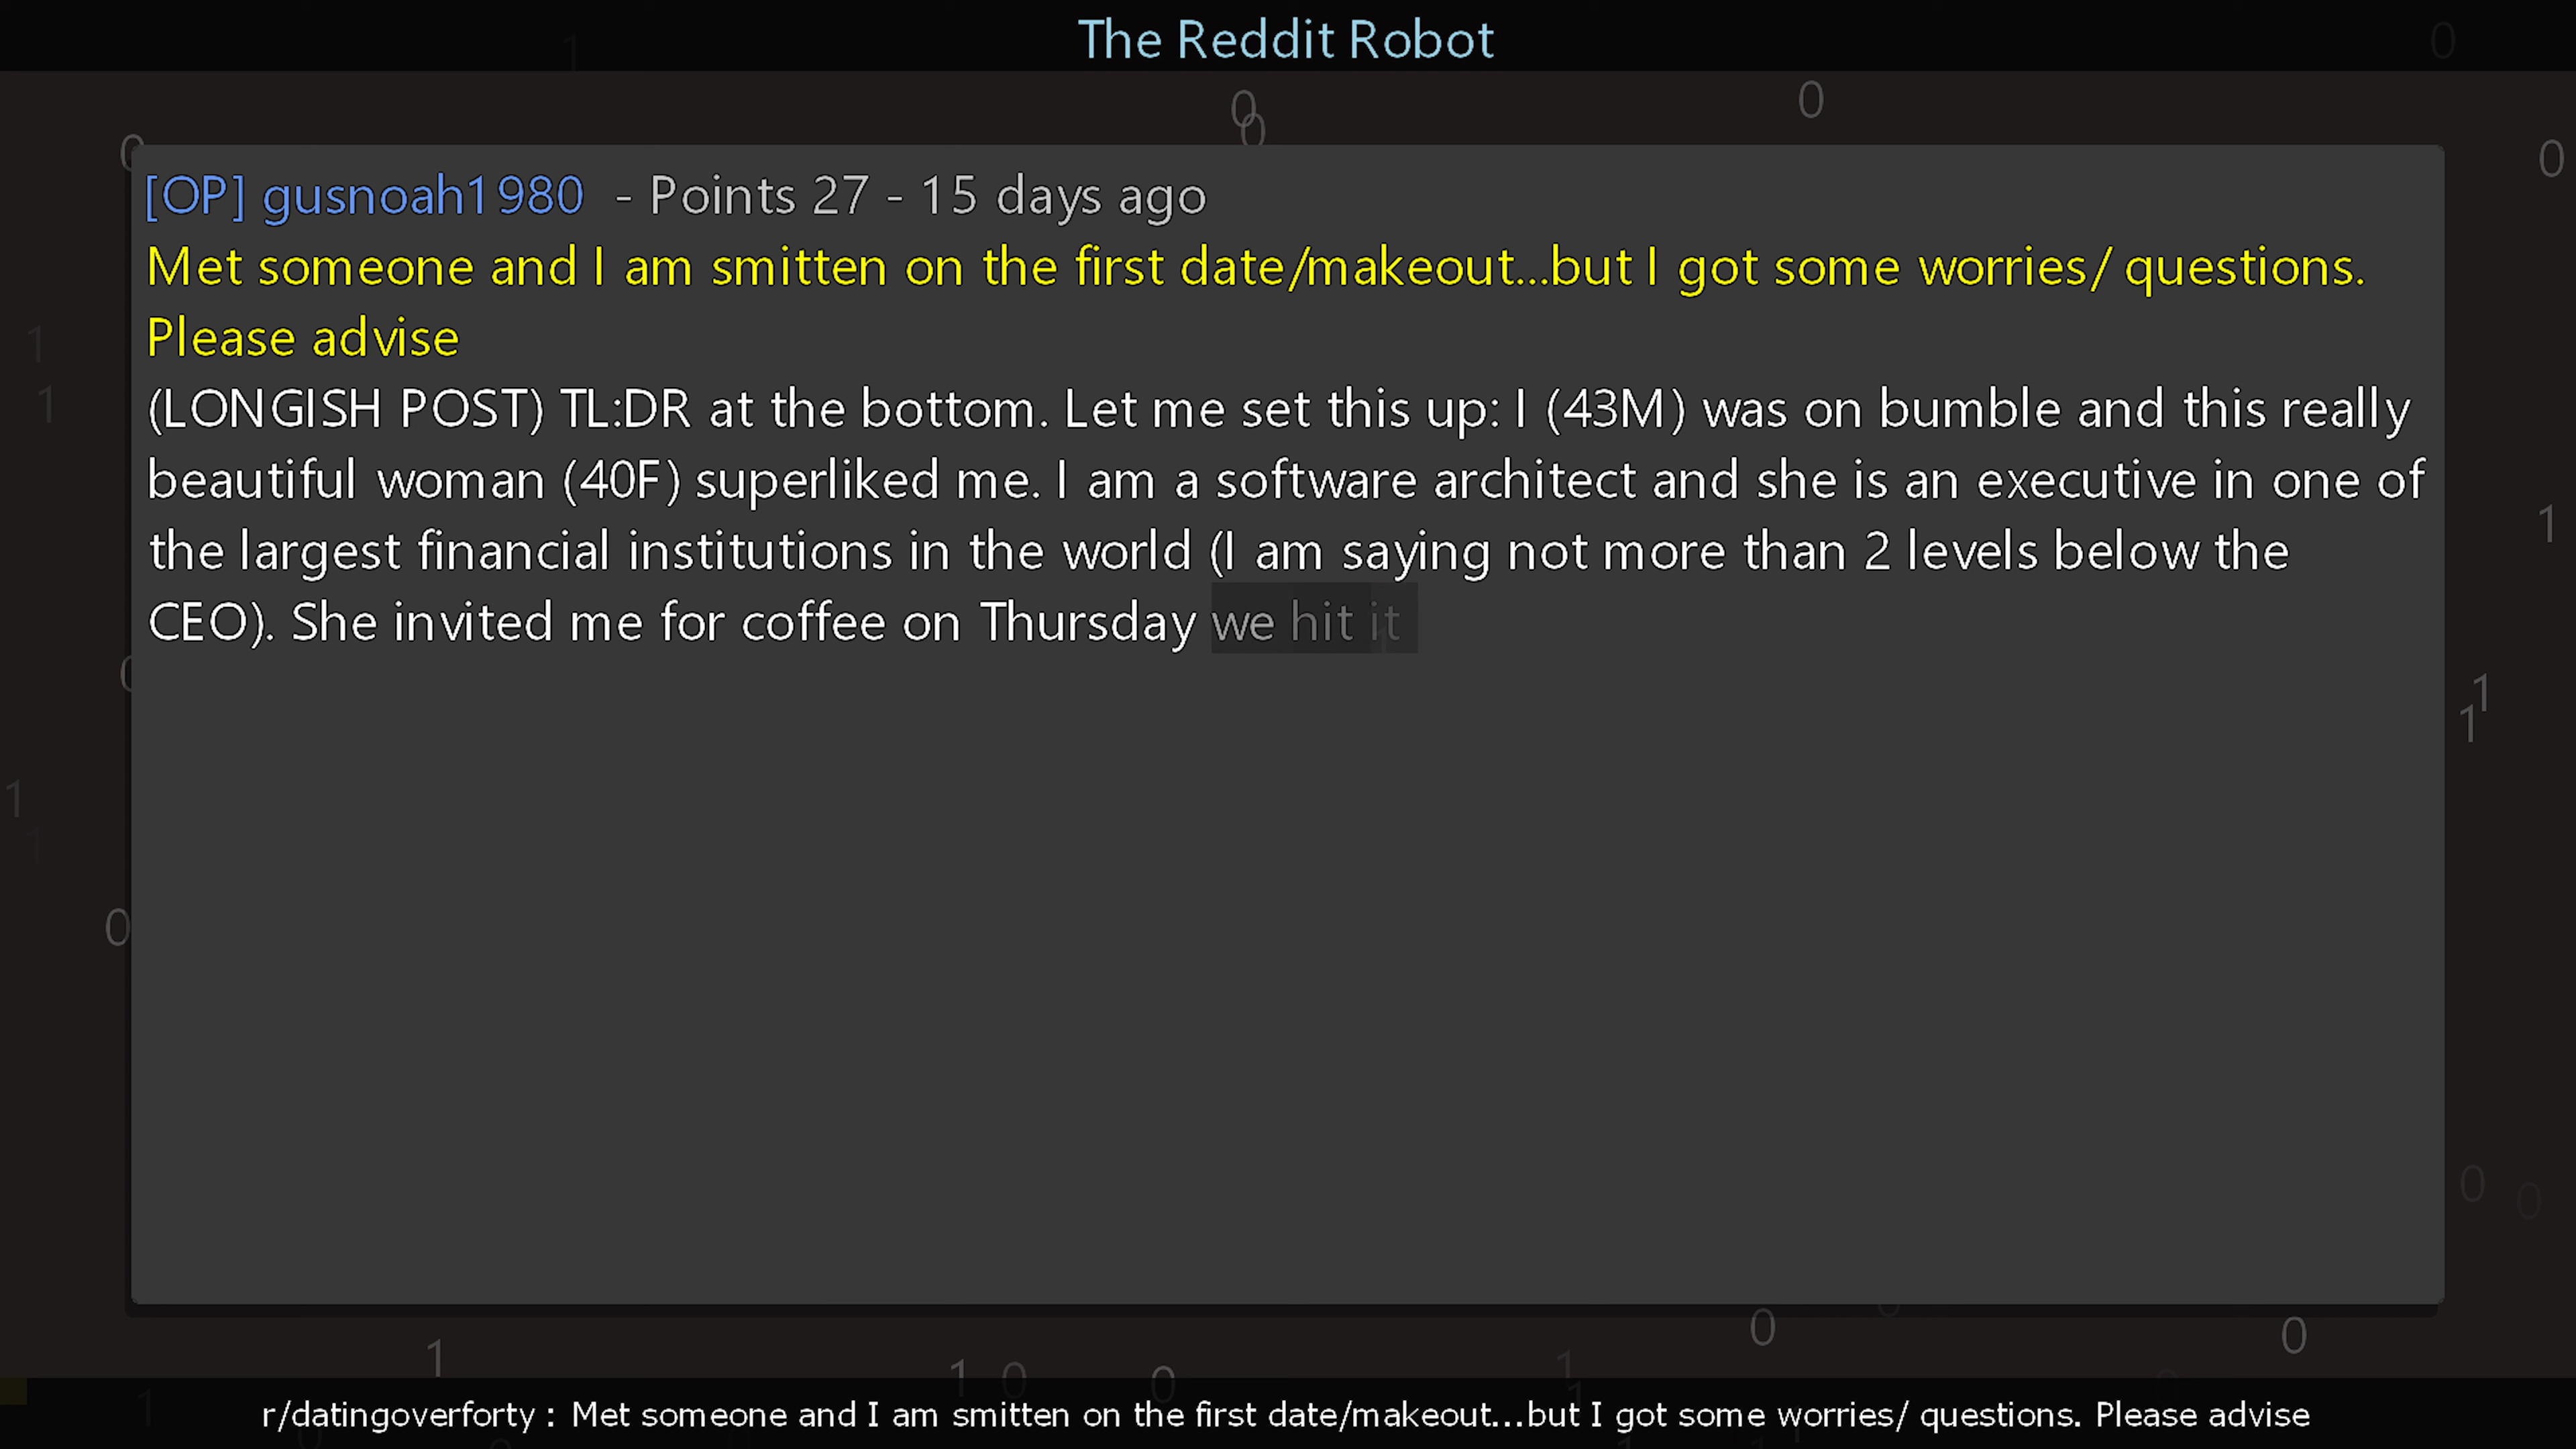 The Reddit Robot
[OP] gusnoah1980 - Points 27 - 15 days ago
Met someone and I am smitten on the first date/makeout...but I got some worries/ questions.
Please advise
(LONGISH POST) TL:DR at the bottom. Let me set this up: I (43M) was on bumble and this really
beautiful woman (40F) superliked me. I am a software architect and she is an executive in one of
the largest financial institutions in the world (I am saying not more than 2 levels below the
CEO). She invited me for coffee on Thursday we hit it
r/datingoverforty : Met someone and I am smitten on the first date/makeout...but I got some worries/ questions. Please advise